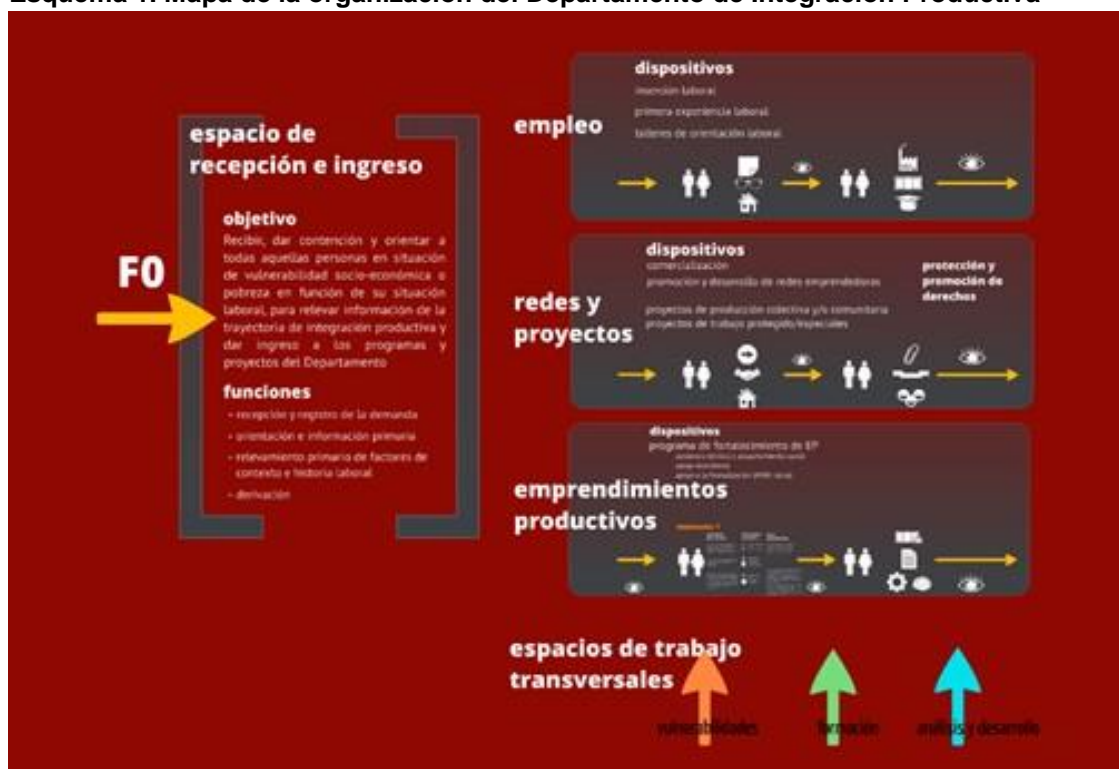 Esquema 1. Mapa de la organización del Departamento de Integración Productiva
espacio de
recepción e ingreso
objetivo
Recibir, dar contención y orientar a
todas aquellas personas en situación
de vulnerabilidad socio-económica o
pobreza en función de su situación
laboral, para relevar información de la
trayectoria de integración productiva y
dar ingreso a los programas y
proyectos del Departamento
funciones
- recepción y registro de la demanda
- orientación e información primaria
- relevamiento primario de factores de
contexto e historia laboral
- derivación
F0
empleo
dispositivos
inserción laboral
primera experiencia laboral
talleres de orientación laboral
redes y
proyectos
dispositivos
comercialización
promoción y desarrollo de redes emprendedoras
proyectos de producción colectiva y/o comunitaria
proyectos de trabajo protegido/especiales
protección y
promoción de
derechos
emprendimientos
productivos
dispositivos
programa de fortalecimiento de EP
espacios de trabajo
transversales
vulnerabilidades
formación
análisis y desarrollo